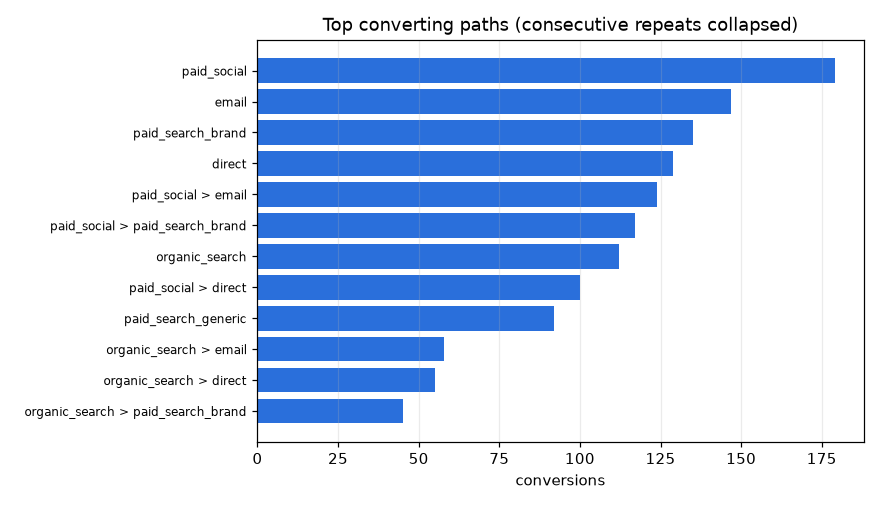 Top converting paths (consecutive repeats collapsed)
paid_social
email
paid_search_brand
direct
paid_social > email
paid_social > paid_search_brand
organic_search
paid_social > direct
paid_search_generic
organic_search > email
organic_search > direct
organic_search > paid_search_brand
0 25 50 75 100 125 150 175
conversions